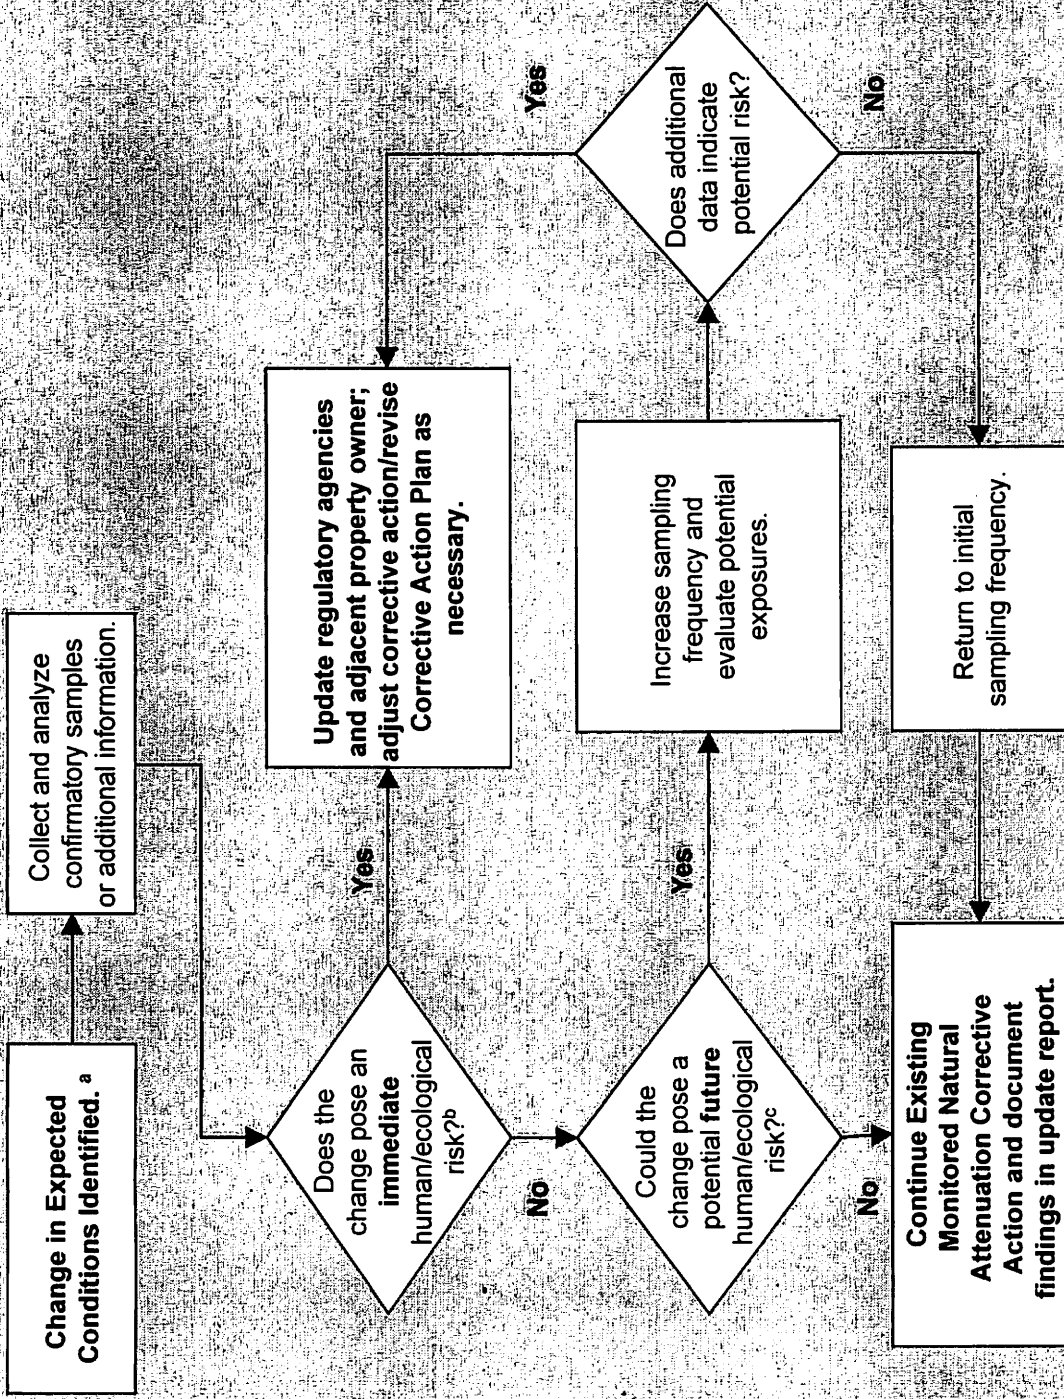 Change in Expected
Conditions Identified. a
Collect and analyze
confirmatory samples
or additional information.
Does the
change pose an
immediate
human/ecological
risk?b
Yes
Update regulatory agencies
and adjacent property owner;
adjust corrective action/revise
Corrective Action Plan as
necessary.
No
Could the
change pose a
potential future
human/ecological
risk?c
Yes
Increase sampling
frequency and
evaluate potential
exposures.
Does additional
data indicate
potential risk?
Yes
No
No
Continue Existing
Monitored Natural
Attenuation Corrective
Action and document
findings in update report.
Return to initial
sampling frequency.